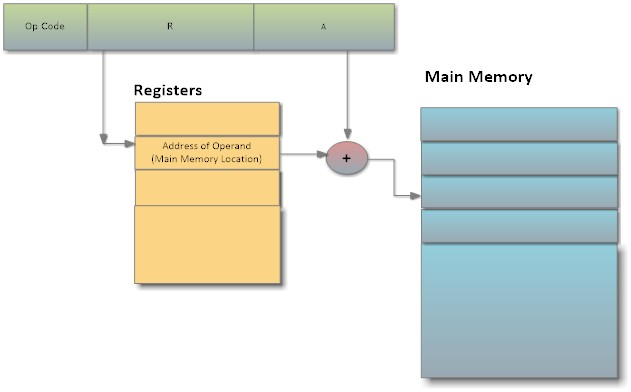 Op Code R A
Registers
Main Memory
Address of Operand
(Main Memory Location)
+